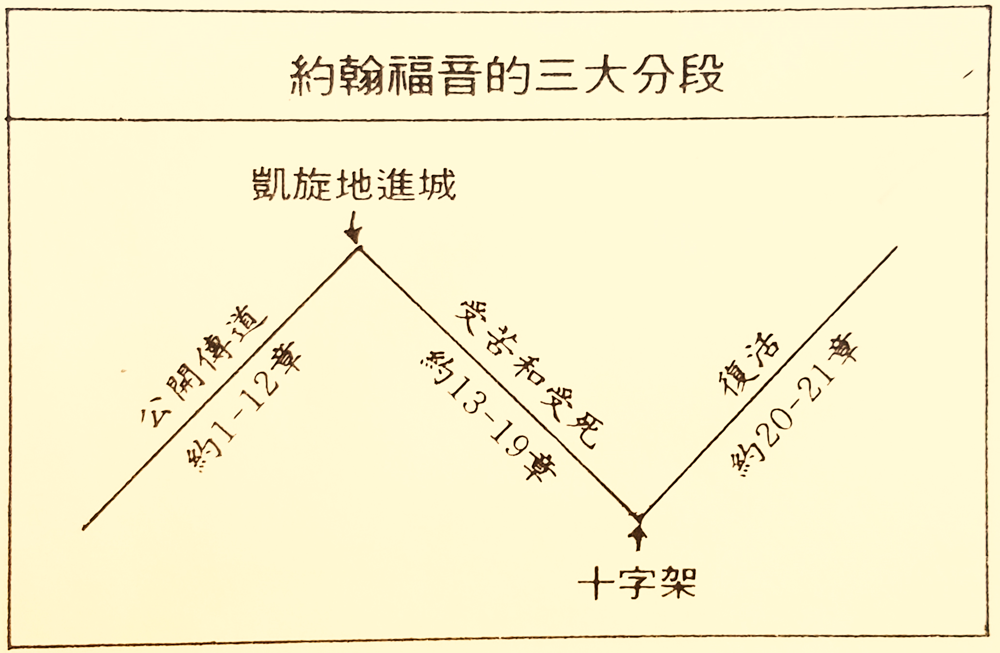 約翰福音的三大分段
凱旋地進城
公開傳道
約1-12章
受苦和受死
約13-19章
復活
約20-21章
十字架